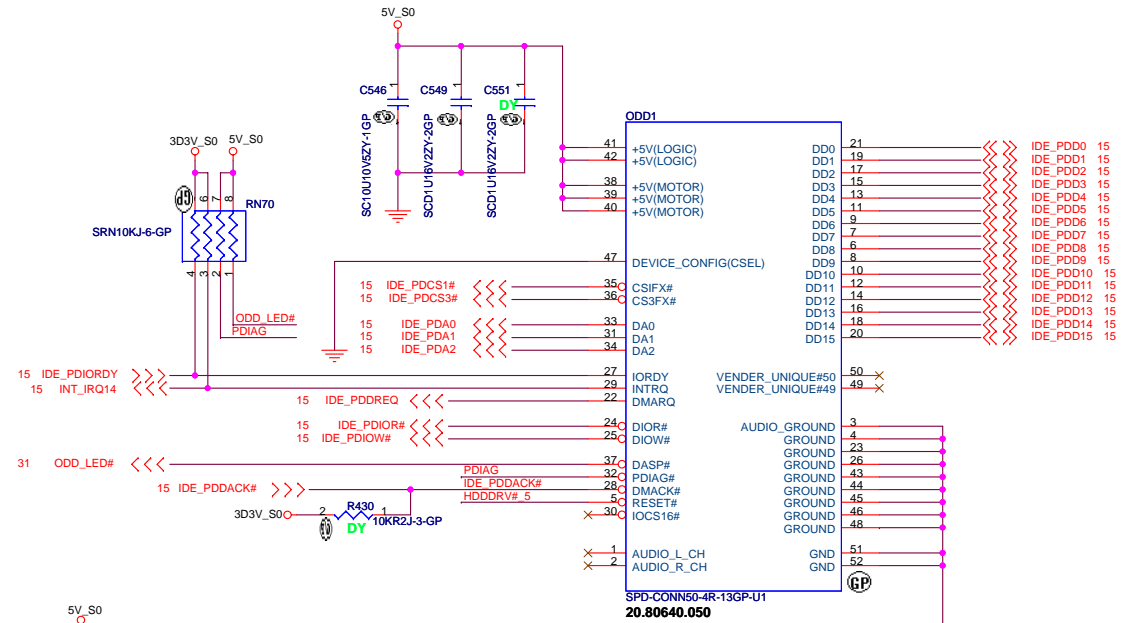 5V_S0
C546
1
SC10U10V5ZY-1GP
C549
1
SCD1U16V2ZY-2GP
C551
DY
1
SCD1U16V2ZY-2GP
3D3V_S0
5V_S0
6
7
8
RN70
SRN10KJ-6-GP
4
3
2
1
ODD_LED#
PDIAG
ODD1
41 +5V(LOGIC)
42 +5V(LOGIC)
38 +5V(MOTOR)
39 +5V(MOTOR)
40 +5V(MOTOR)
47 DEVICE_CONFIG(CSEL)
15 IDE_PDCS1# 35 CSIFX#
15 IDE_PDCS3# 36 CS3FX#
15 IDE_PDA0 33 DA0
15 IDE_PDA1 31 DA1
15 IDE_PDA2 34 DA2
15 IDE_PDIORDY 27 IORDY
15 INT_IRQ14 29 INTRQ
15 IDE_PDDREQ 22 DMARQ
15 IDE_PDIOR# 24 DIOR#
15 IDE_PDIOW# 25 DIOW#
31 ODD_LED# 37 DASP#
PDIAG 32 PDIAG#
15 IDE_PDDACK# IDE_PDDACK# 28 DMACK#
HDDDRV#_5 5 RESET#
30 IOCS16#
3D3V_S0 2 R430 1 10KR2J-3-GP
DY
1 AUDIO_L_CH
2 AUDIO_R_CH
DD0 21 IDE_PDD0 15
DD1 19 IDE_PDD1 15
DD2 17 IDE_PDD2 15
DD3 15 IDE_PDD3 15
DD4 13 IDE_PDD4 15
DD5 11 IDE_PDD5 15
DD6 9 IDE_PDD6 15
DD7 7 IDE_PDD7 15
DD8 6 IDE_PDD8 15
DD9 8 IDE_PDD9 15
DD10 10 IDE_PDD10 15
DD11 12 IDE_PDD11 15
DD12 14 IDE_PDD12 15
DD13 16 IDE_PDD13 15
DD14 18 IDE_PDD14 15
DD15 20 IDE_PDD15 15
VENDER_UNIQUE#50 50
VENDER_UNIQUE#49 49
AUDIO_GROUND 3
GROUND 4
GROUND 23
GROUND 26
GROUND 43
GROUND 44
GROUND 45
GROUND 46
GROUND 48
GND 51
GND 52
GP
SPD-CONN50-4R-13GP-U1
20.80640.050
5V_S0